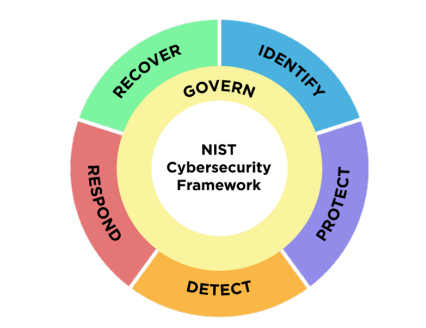 RECOVER
IDENTIFY
GOVERN
NIST
Cybersecurity
Framework
RESPOND
PROTECT
DETECT